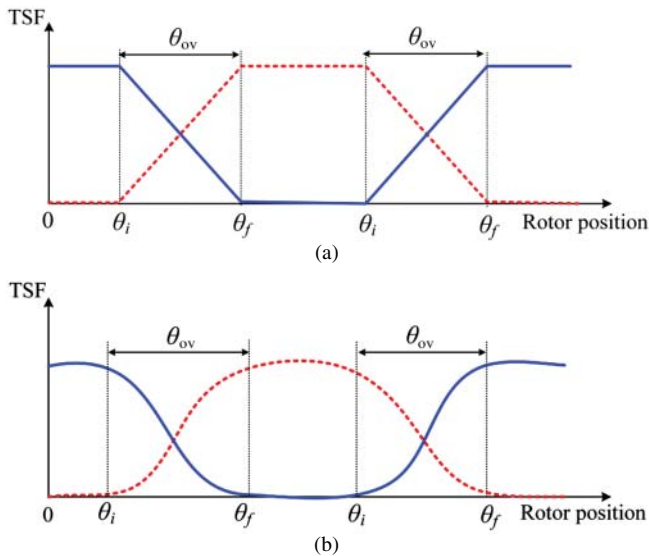 TSF
θov θov
0 θi θf θi θf Rotor position
(a)
TSF
θov θov
0 θi θf θi θf Rotor position
(b)